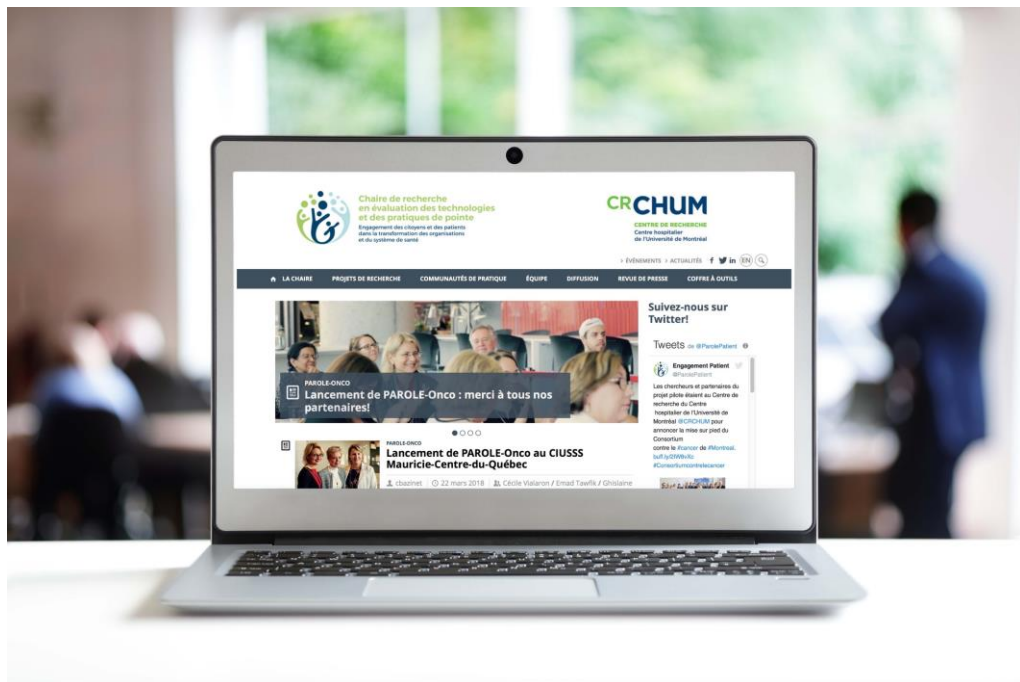 Chaire de recherche
en évaluation des technologies
et des pratiques de pointe
Engagement des citoyens et des patients
dans la transformation des organisations
et du système de santé
CRCHUM
CENTRE DE RECHERCHE
Centre hospitalier
de l'Université de Montréal
ÉVÉNEMENTS ACTUALITÉS f in EN
LA CHAIRE PROJETS DE RECHERCHE COMMUNAUTÉS DE PRATIQUE ÉQUIPE DIFFUSION REVUE DE PRESSE COFFRE À OUTILS
PAROLE-ONCO
Lancement de PAROLE-Onco : merci à tous nos
partenaires!
PAROLE-ONCO
Lancement de PAROLE-Onco au CIUSSS
Mauricie-Centre-du-Québec
cbazinet 22 mars 2018 Cécile Vialaron / Emad Tawfik / Ghislaine
Suivez-nous sur
Twitter!
Tweets de @ParolePatient
Engagement Patient
@ParolePatient
Les chercheurs et partenaires du
projet pilote étaient au Centre de
recherche du Centre
hospitalier de l'Université de
Montréal @CRCHUM pour
annoncer la mise sur pied du
Consortium
contre le #cancer de #Montreal.
#Consortiumcontrelecancer